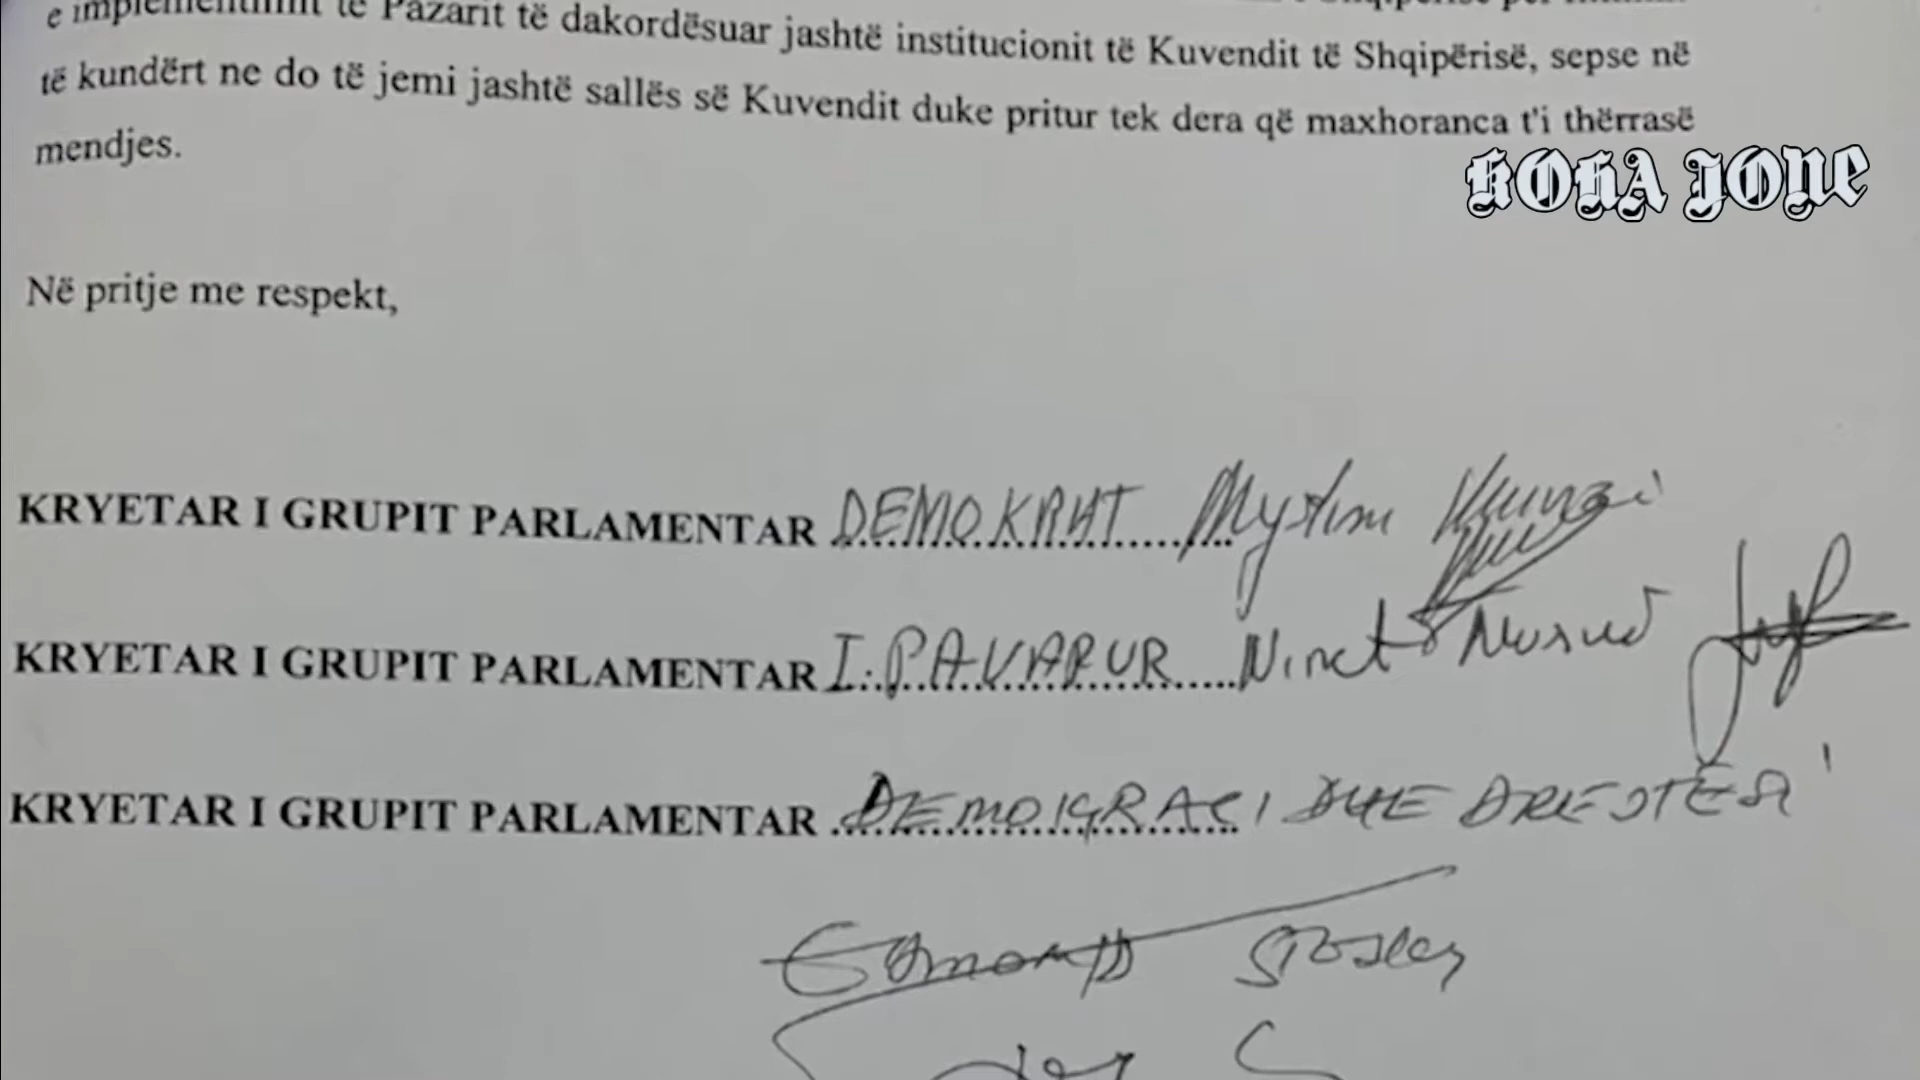 e implementimit të Pazarit të dakordësuar jashtë institucionit të Kuvendit të Shqipërisë, sepse në
të kundërt ne do të jemi jashtë sallës së Kuvendit duke pritur tek dera që maxhoranca t'i thërrasë
mendjes.
KOHA JONE
Në pritje me respekt,
KRYETAR I GRUPIT PARLAMENTAR DEMOKRAT
KRYETAR I GRUPIT PARLAMENTAR I PAVARUR
KRYETAR I GRUPIT PARLAMENTAR DEMOKRACI DHE DREJTËSI